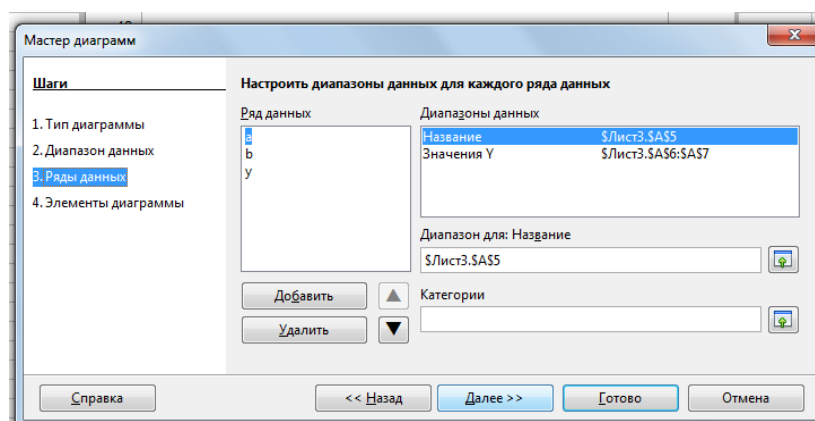 Мастер диаграмм
Шаги
1. Тип диаграммы
2. Диапазон данных
3. Ряды данных
4. Элементы диаграммы
Настроить диапазоны данных для каждого ряда данных
Ряд данных
a
b
y
Добавить
Удалить
Диапазоны данных
Название $Лист3.$A$5
Значения Y $Лист3.$A$6:$A$7
Диапазон для: Название
$Лист3.$A$5
Категории
Справка << Назад Далее >> Готово Отмена